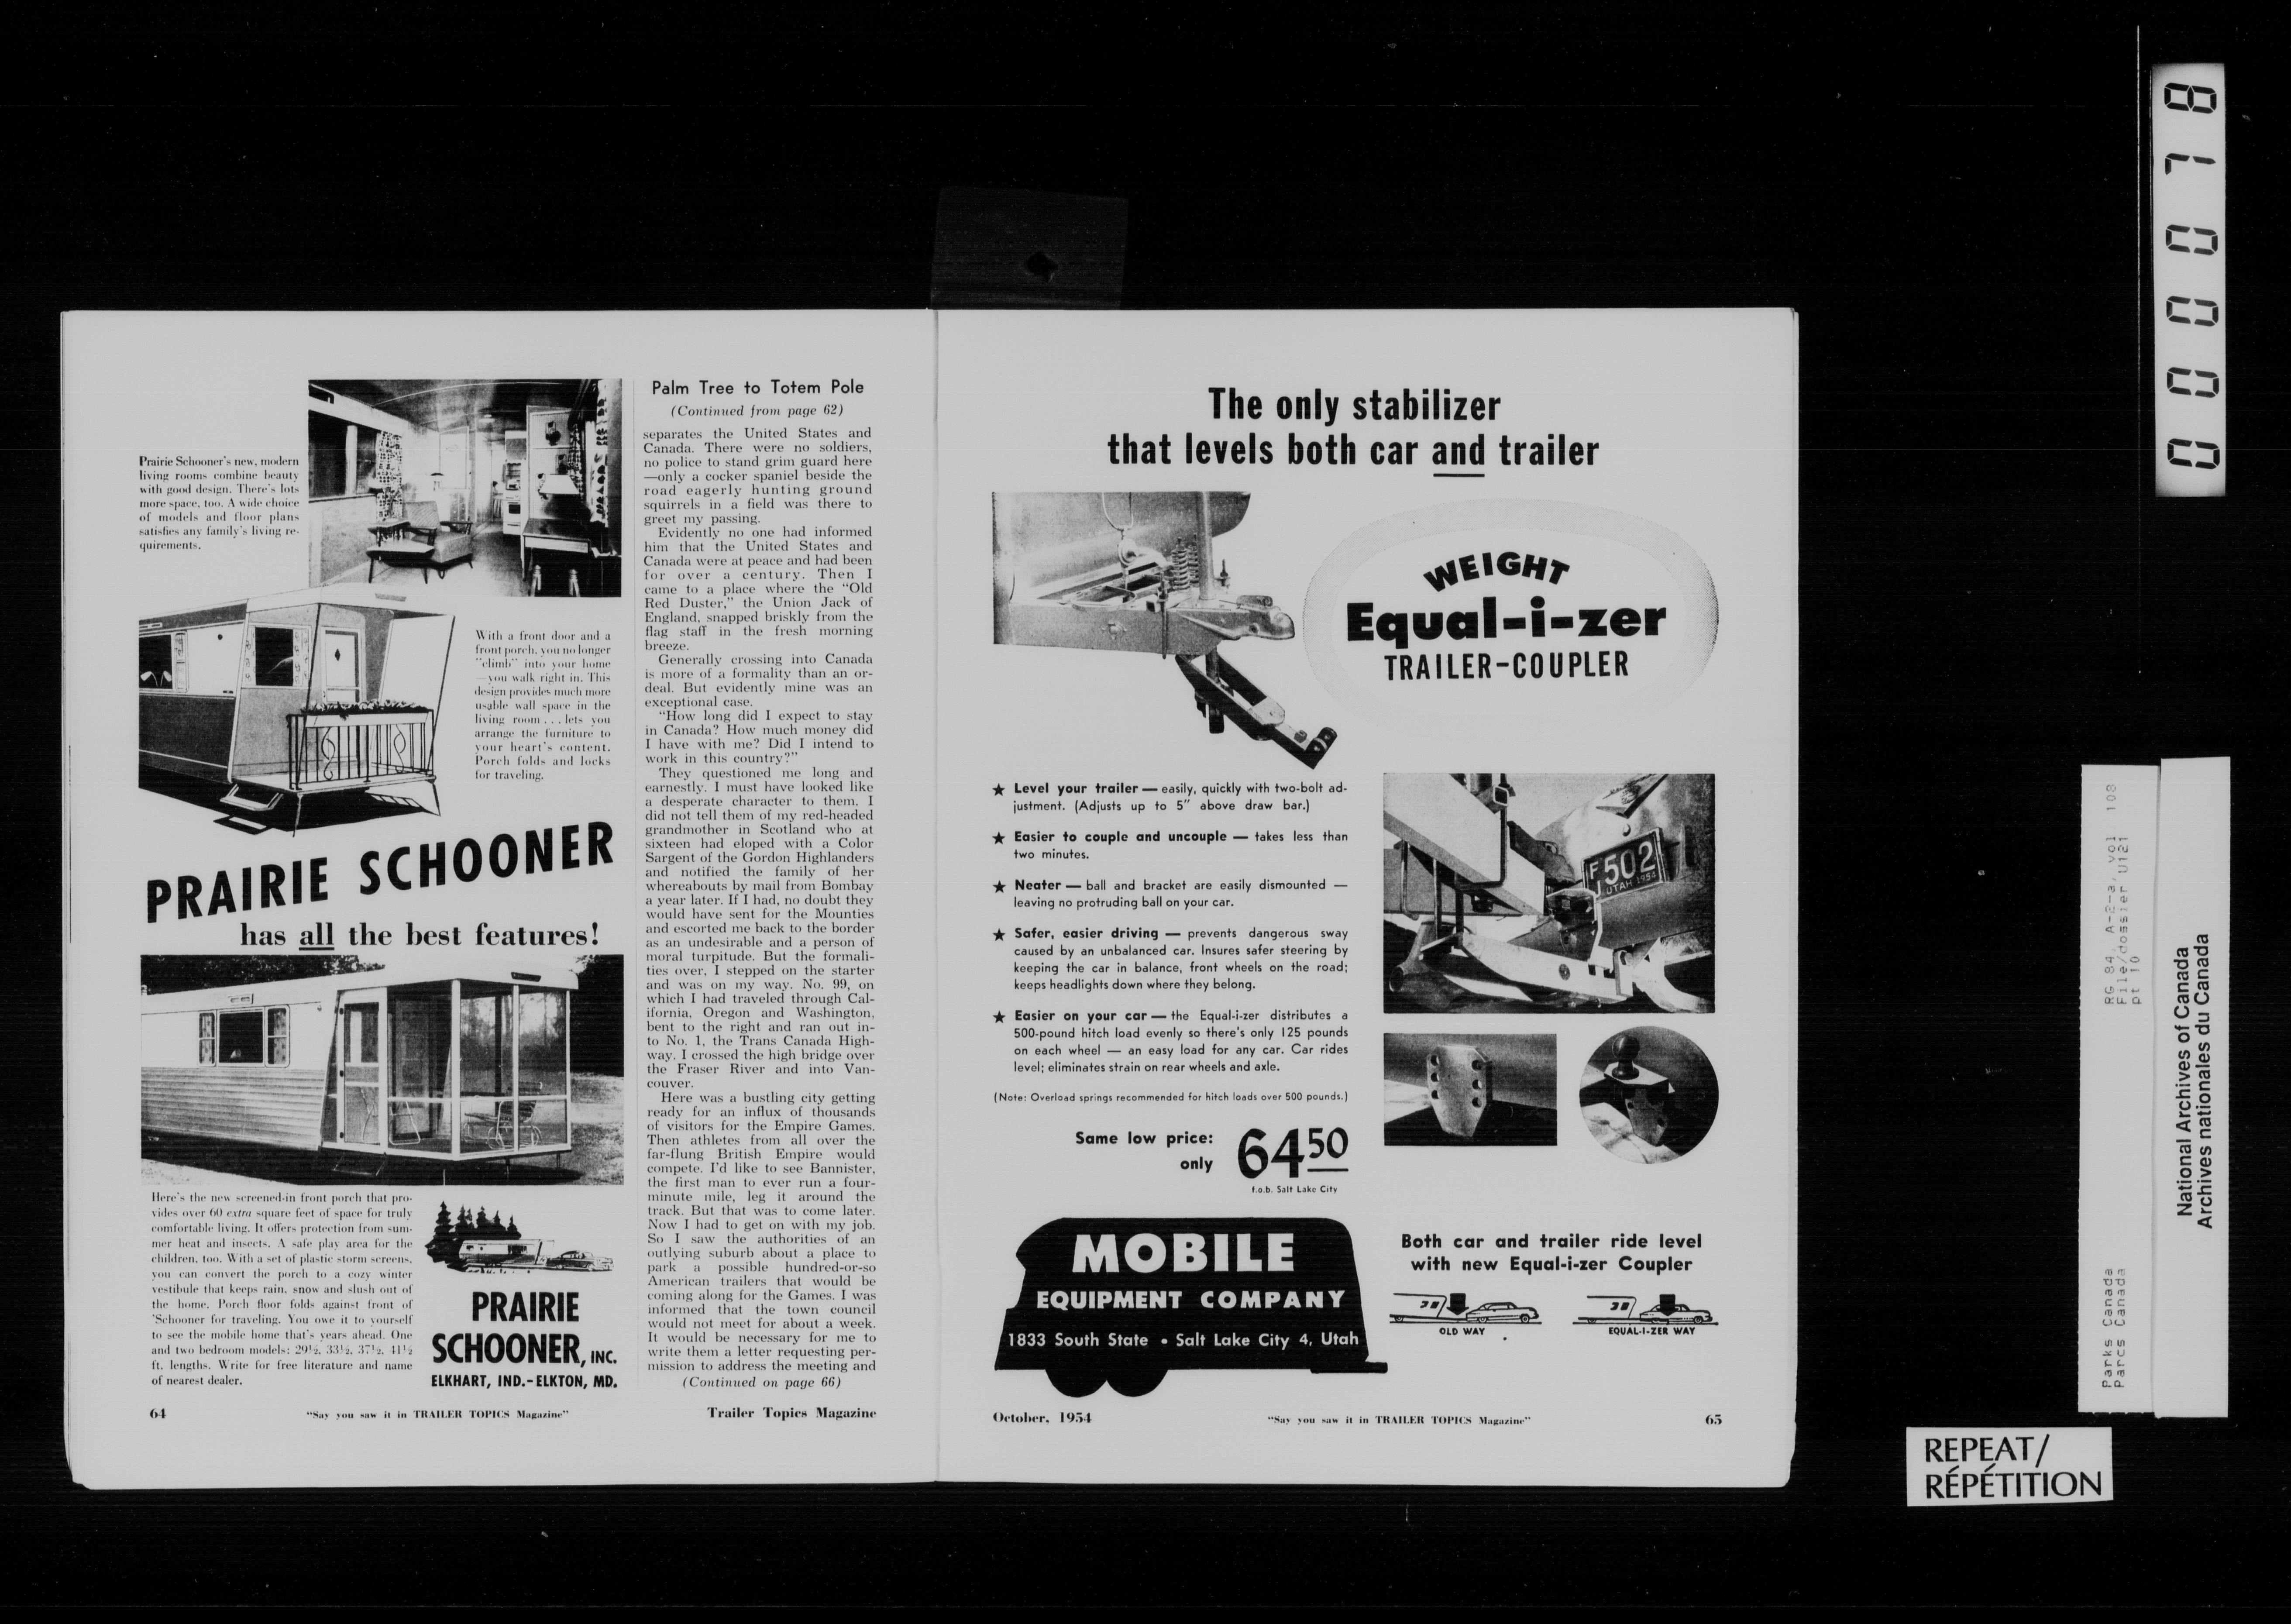 Prairie Schooner's new, modern
living rooms combine beauty
with good design. There's lots
more space, too. A wide choice
of models and floor plans
satisfies any family's living re-
quirements.
With a front door and a
front porch, you no longer
"climb" into your home
—you walk right in. This
design provides much more
usable wall space in the
living room . . . lets you
arrange the furniture to
your heart's content.
Porch folds and locks
for traveling.
PRAIRIE SCHOONER
has all the best features!
Here's the new screened-in front porch that pro-
vides over 60 extra square feet of space for truly
comfortable living. It offers protection from sum-
mer heat and insects. A safe play area for the
children, too. With a set of plastic storm screens,
you can convert the porch to a cozy winter
vestibule that keeps rain, snow and slush out of
the home. Porch floor folds against front of
'Schooner for traveling. You owe it to yourself
to see the mobile home that's years ahead. One
and two bedroom models: 29½, 33½, 37½, 41½
ft. lengths. Write for free literature and name
of nearest dealer.
PRAIRIE
SCHOONER, INC.
ELKHART, IND.-ELKTON, MD.
Palm Tree to Totem Pole
(Continued from page 62)
separates the United States and
Canada. There were no soldiers,
no police to stand grim guard here
—only a cocker spaniel beside the
road eagerly hunting ground
squirrels in a field was there to
greet my passing.
Evidently no one had informed
him that the United States and
Canada were at peace and had been
for over a century. Then I
came to a place where the "Old
Red Duster," the Union Jack of
England, snapped briskly from the
flag staff in the fresh morning
breeze.
Generally crossing into Canada
is more of a formality than an or-
deal. But evidently mine was an
exceptional case.
"How long did I expect to stay
in Canada? How much money did
I have with me? Did I intend to
work in this country?"
They questioned me long and
earnestly. I must have looked like
a desperate character to them. I
did not tell them of my red-headed
grandmother in Scotland who at
sixteen had eloped with a Color
Sargent of the Gordon Highlanders
and notified the family of her
whereabouts by mail from Bombay
a year later. If I had, no doubt they
would have sent for the Mounties
and escorted me back to the border
as an undesirable and a person of
moral turpitude. But the formali-
ties over, I stepped on the starter
and was on my way. No. 99, on
which I had traveled through Cal-
ifornia, Oregon and Washington,
bent to the right and ran out in-
to No. 1, the Trans Canada High-
way. I crossed the high bridge over
the Fraser River and into Van-
couver.
Here was a bustling city getting
ready for an influx of thousands
of visitors for the Empire Games.
Then athletes from all over the
far-flung British Empire would
compete. I'd like to see Bannister,
the first man to ever run a four-
minute mile, leg it around the
track. But that was to come later.
Now I had to get on with my job.
So I saw the authorities of an
outlying suburb about a place to
park a possible hundred-or-so
American trailers that would be
coming along for the Games. I was
informed that the town council
would not meet for about a week.
It would be necessary for me to
write them a letter requesting per-
mission to address the meeting and
(Continued on page 66)
64
"Say you saw it in TRAILER TOPICS Magazine"
Trailer Topics Magazine
The only stabilizer
that levels both car and trailer
WEIGHT
Equal-i-zer
TRAILER-COUPLER
★ Level your trailer — easily, quickly with two-bolt ad-
justment. (Adjusts up to 5" above draw bar.)
★ Easier to couple and uncouple — takes less than
two minutes.
★ Neater — ball and bracket are easily dismounted —
leaving no protruding ball on your car.
★ Safer, easier driving — prevents dangerous sway
caused by an unbalanced car. Insures safer steering by
keeping the car in balance, front wheels on the road;
keeps headlights down where they belong.
★ Easier on your car — the Equal-i-zer distributes a
500-pound hitch load evenly so there's only 125 pounds
on each wheel — an easy load for any car. Car rides
level; eliminates strain on rear wheels and axle.
(Note: Overload springs recommended for hitch loads over 500 pounds.)
Same low price:
only 6450
f.o.b. Salt Lake City
F 502
UTAH 1954
MOBILE
EQUIPMENT COMPANY
1833 South State • Salt Lake City 4, Utah
Both car and trailer ride level
with new Equal-i-zer Coupler
OLD WAY
EQUAL-I-ZER WAY
October, 1954
"Say you saw it in TRAILER TOPICS Magazine"
65
000078
RG 84, A-2-a, vol 108
File/dossier U121
pt 10
Parks Canada
Parcs Canada
National Archives of Canada
Archives nationales du Canada
REPEAT/
RÉPÉTITION